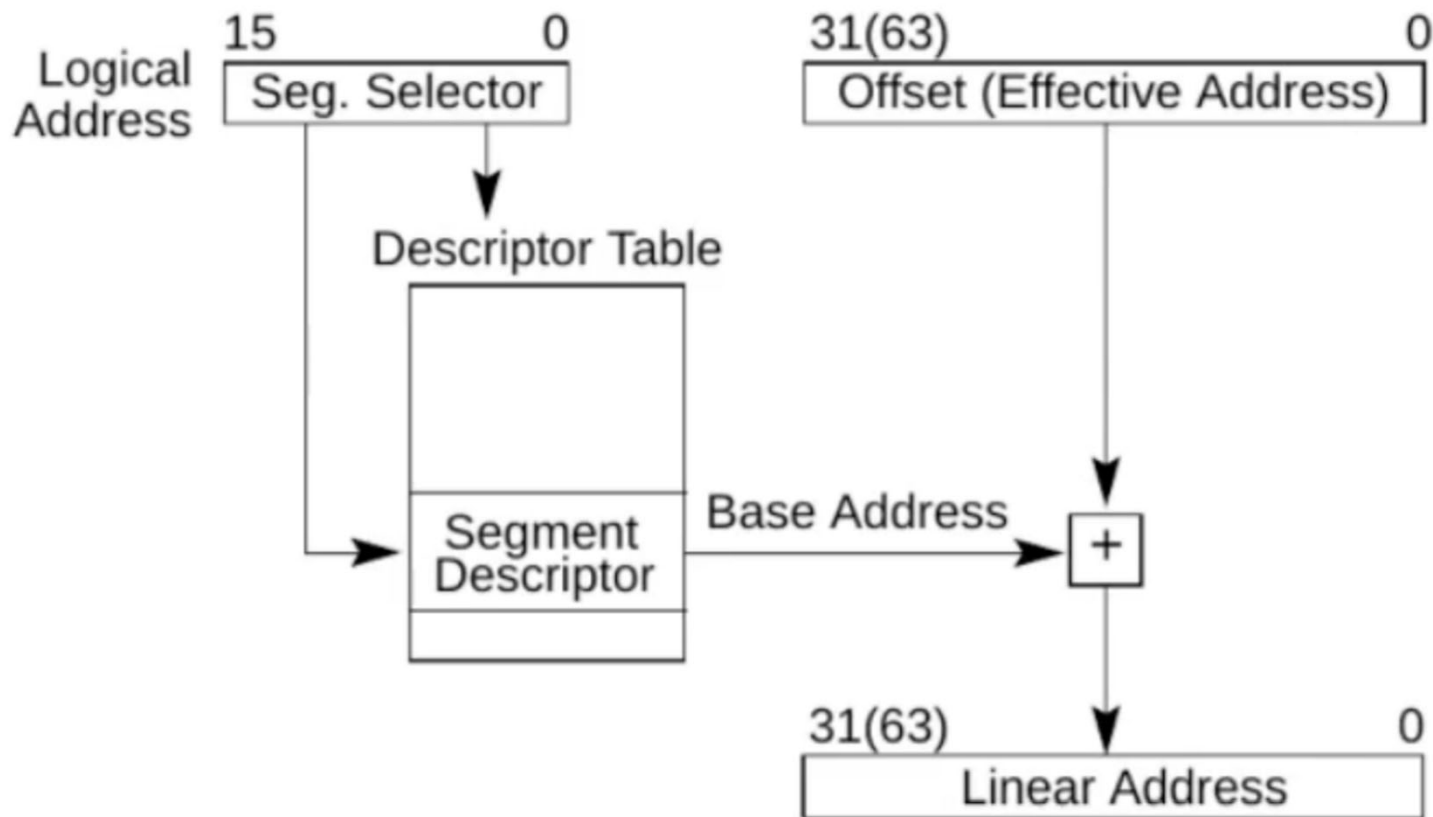 15 0 31(63) 0
Logical
Address
Seg. Selector
Offset (Effective Address)
Descriptor Table
Segment
Descriptor
Base Address
+
31(63) 0
Linear Address